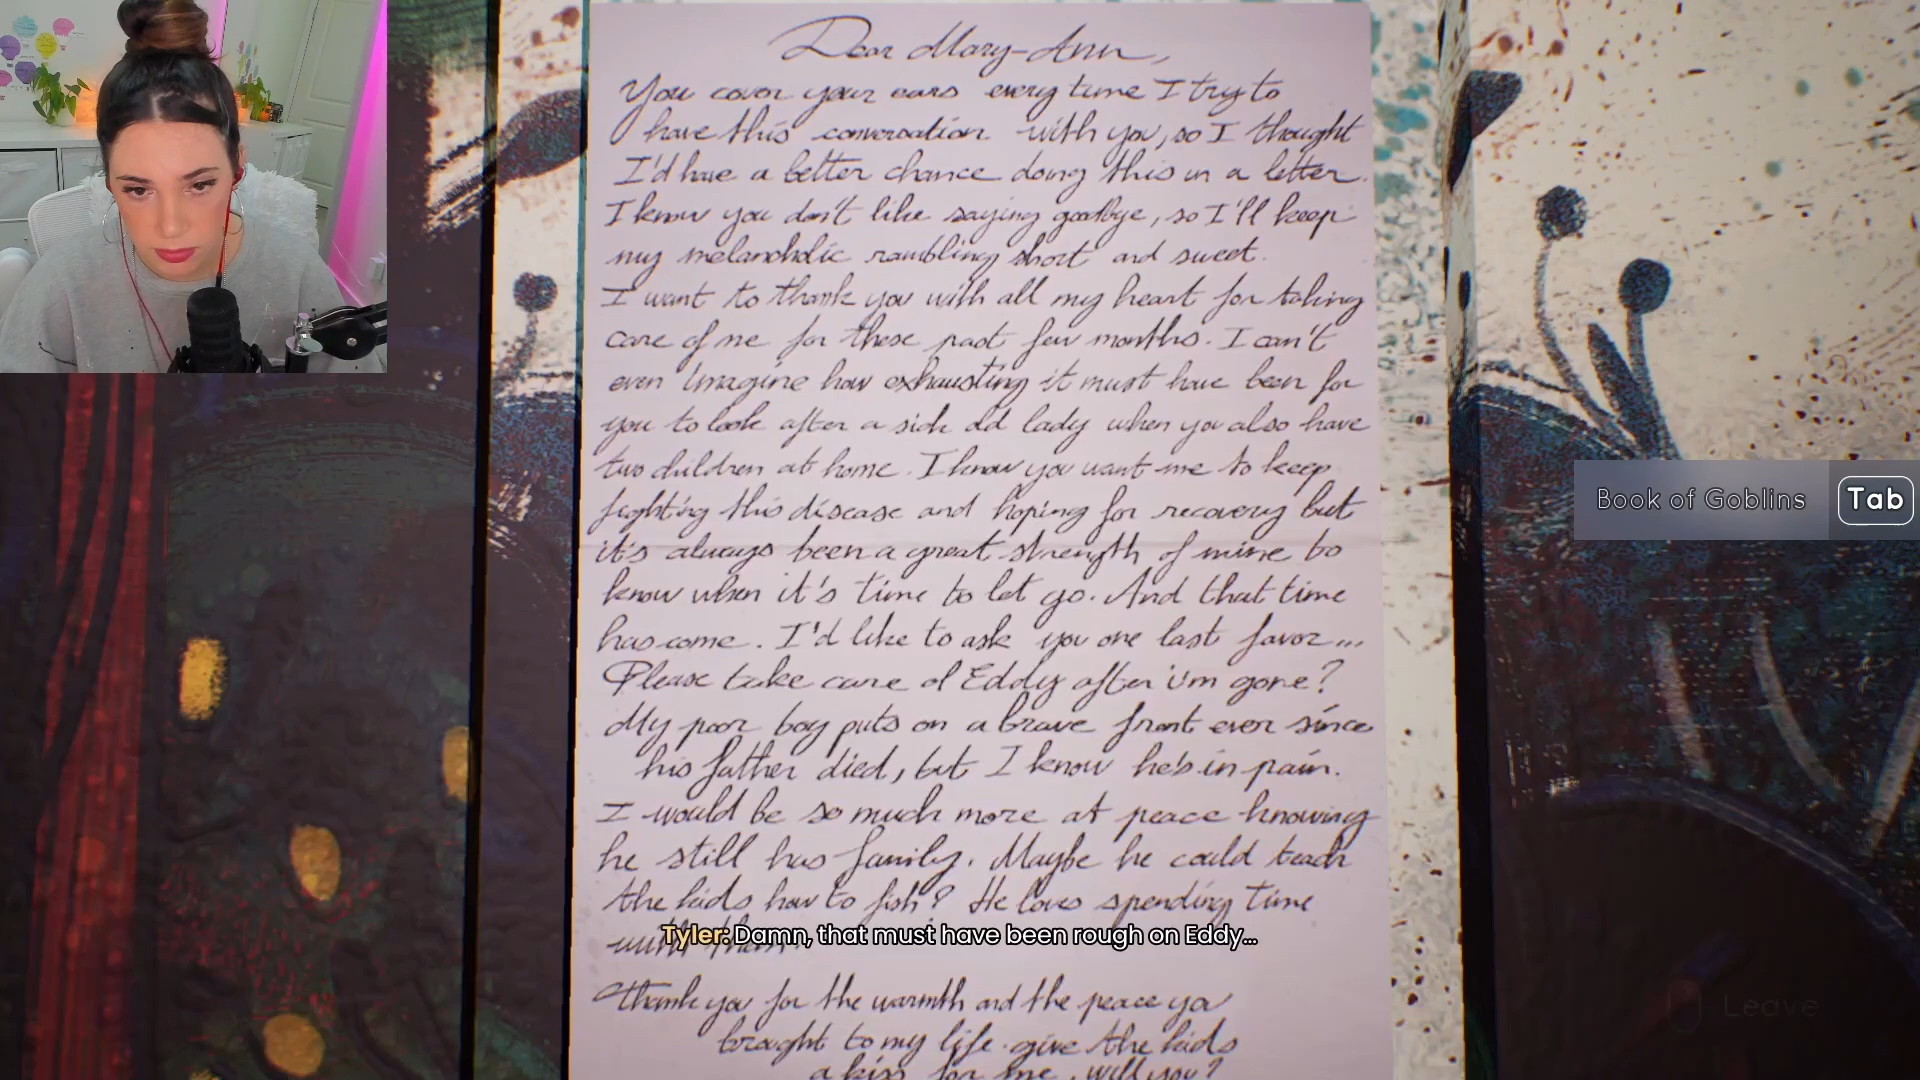 Dear Mary-Ann,
You cover your ears every time I try to
have this conversation with you, so I thought
I'd have a better chance doing this in a letter.
I know you don't like saying goodbye, so I'll keep
my melancholic rambling short and sweet.
I want to thank you with all my heart for taking
care of me for these past few months. I can't
even imagine how exhausting it must have been for
you to look after a sick old lady when you also have
two children at home. I know you want me to keep
fighting this disease and hoping for recovery but
it's always been a great strength of mine to
know when it's time to let go. And that time
has come. I'd like to ask you one last favor...
Please take care of Eddy after i'm gone?
My poor boy puts on a brave front ever since
his father died, but I know he's in pain.
I would be so much more at peace knowing
he still has family. Maybe he could teach
the kids how to fish? He loves spending time
with them.
Tyler: Damn, that must have been rough on Eddy...
Thank you for the warmth and the peace you
brought to my life. give the kids
a kiss for me, will you?
Book of Goblins Tab
Leave